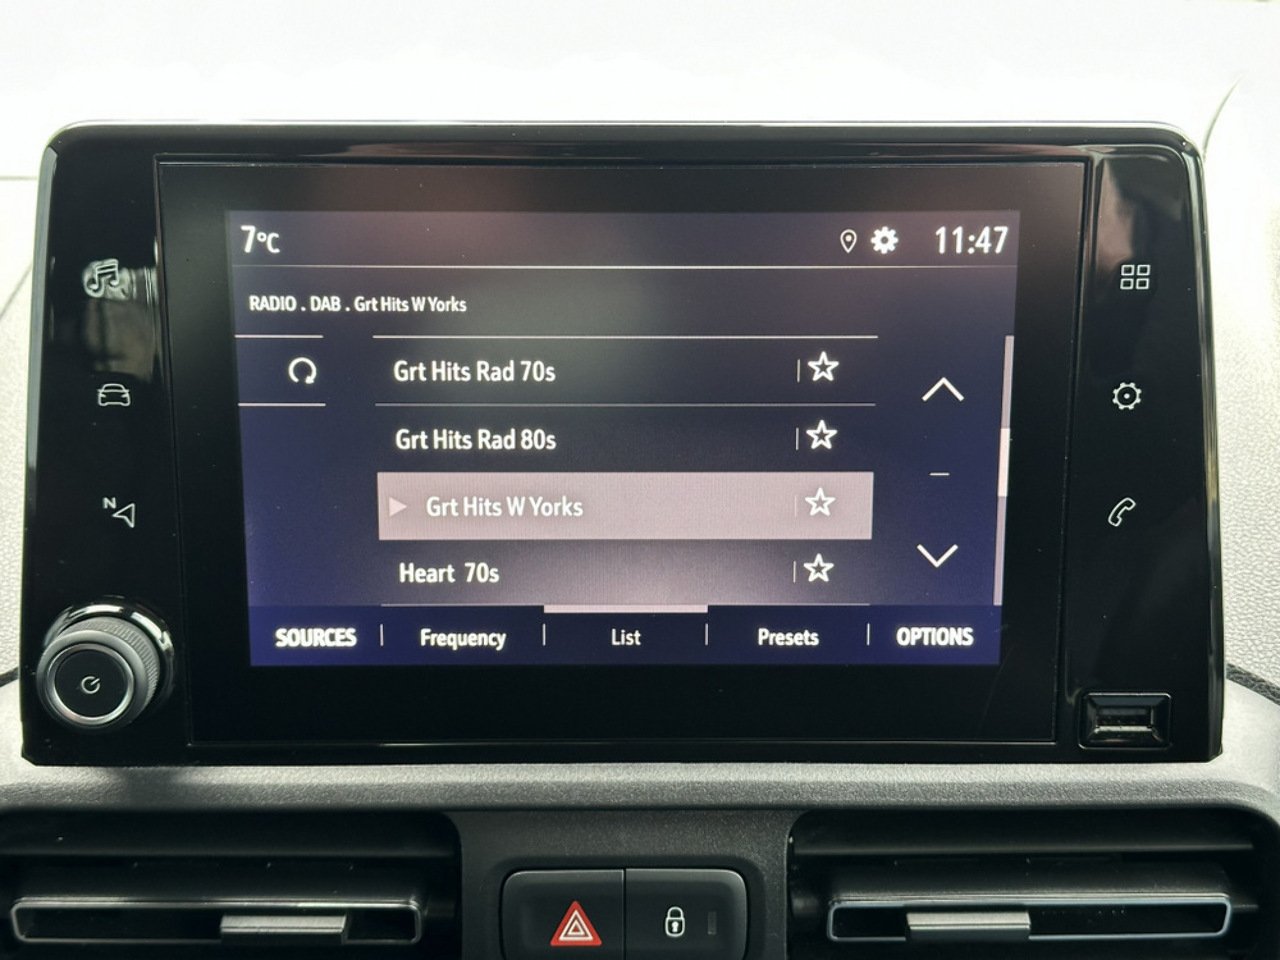 7°C 11:47
RADIO . DAB . Grt Hits W Yorks
Grt Hits Rad 70s
Grt Hits Rad 80s
Grt Hits W Yorks
Heart 70s
SOURCES Frequency List Presets OPTIONS
N